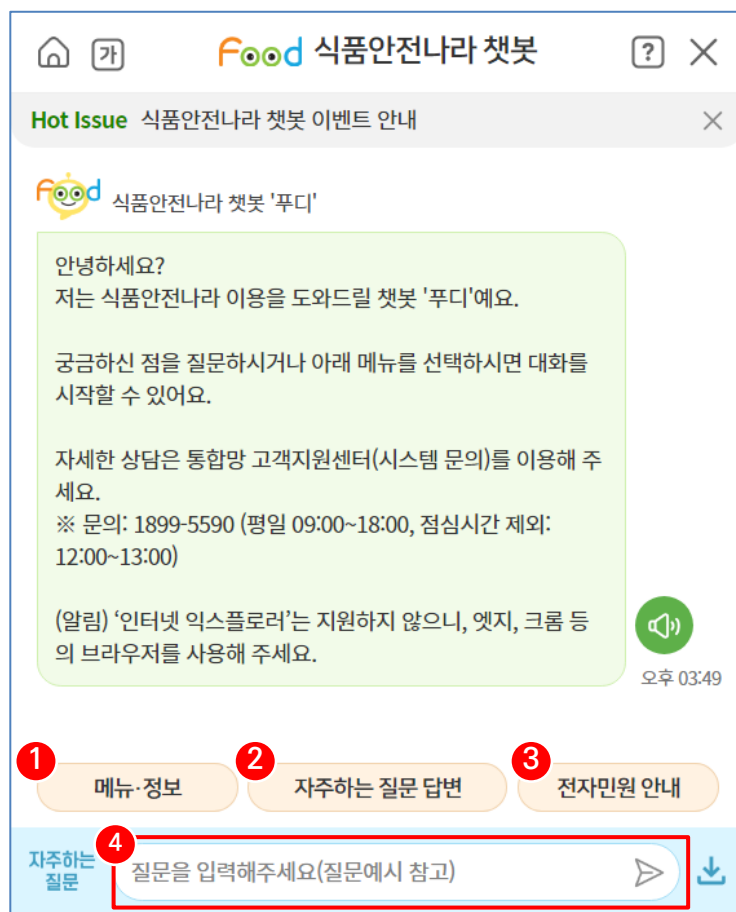 가 Food 식품안전나라 챗봇 ?
Hot Issue 식품안전나라 챗봇 이벤트 안내
Food 식품안전나라 챗봇 '푸디'
안녕하세요?
저는 식품안전나라 이용을 도와드릴 챗봇 '푸디'예요.
궁금하신 점을 질문하시거나 아래 메뉴를 선택하시면 대화를
시작할 수 있어요.
자세한 상담은 통합망 고객지원센터(시스템 문의)를 이용해 주
세요.
※ 문의: 1899-5590 (평일 09:00~18:00, 점심시간 제외:
12:00~13:00)
(알림) ‘인터넷 익스플로러’는 지원하지 않으니, 엣지, 크롬 등
의 브라우저를 사용해 주세요.
오후 03:49
1 메뉴·정보
2 자주하는 질문 답변
3 전자민원 안내
자주하는
질문
4 질문을 입력해주세요(질문예시 참고)